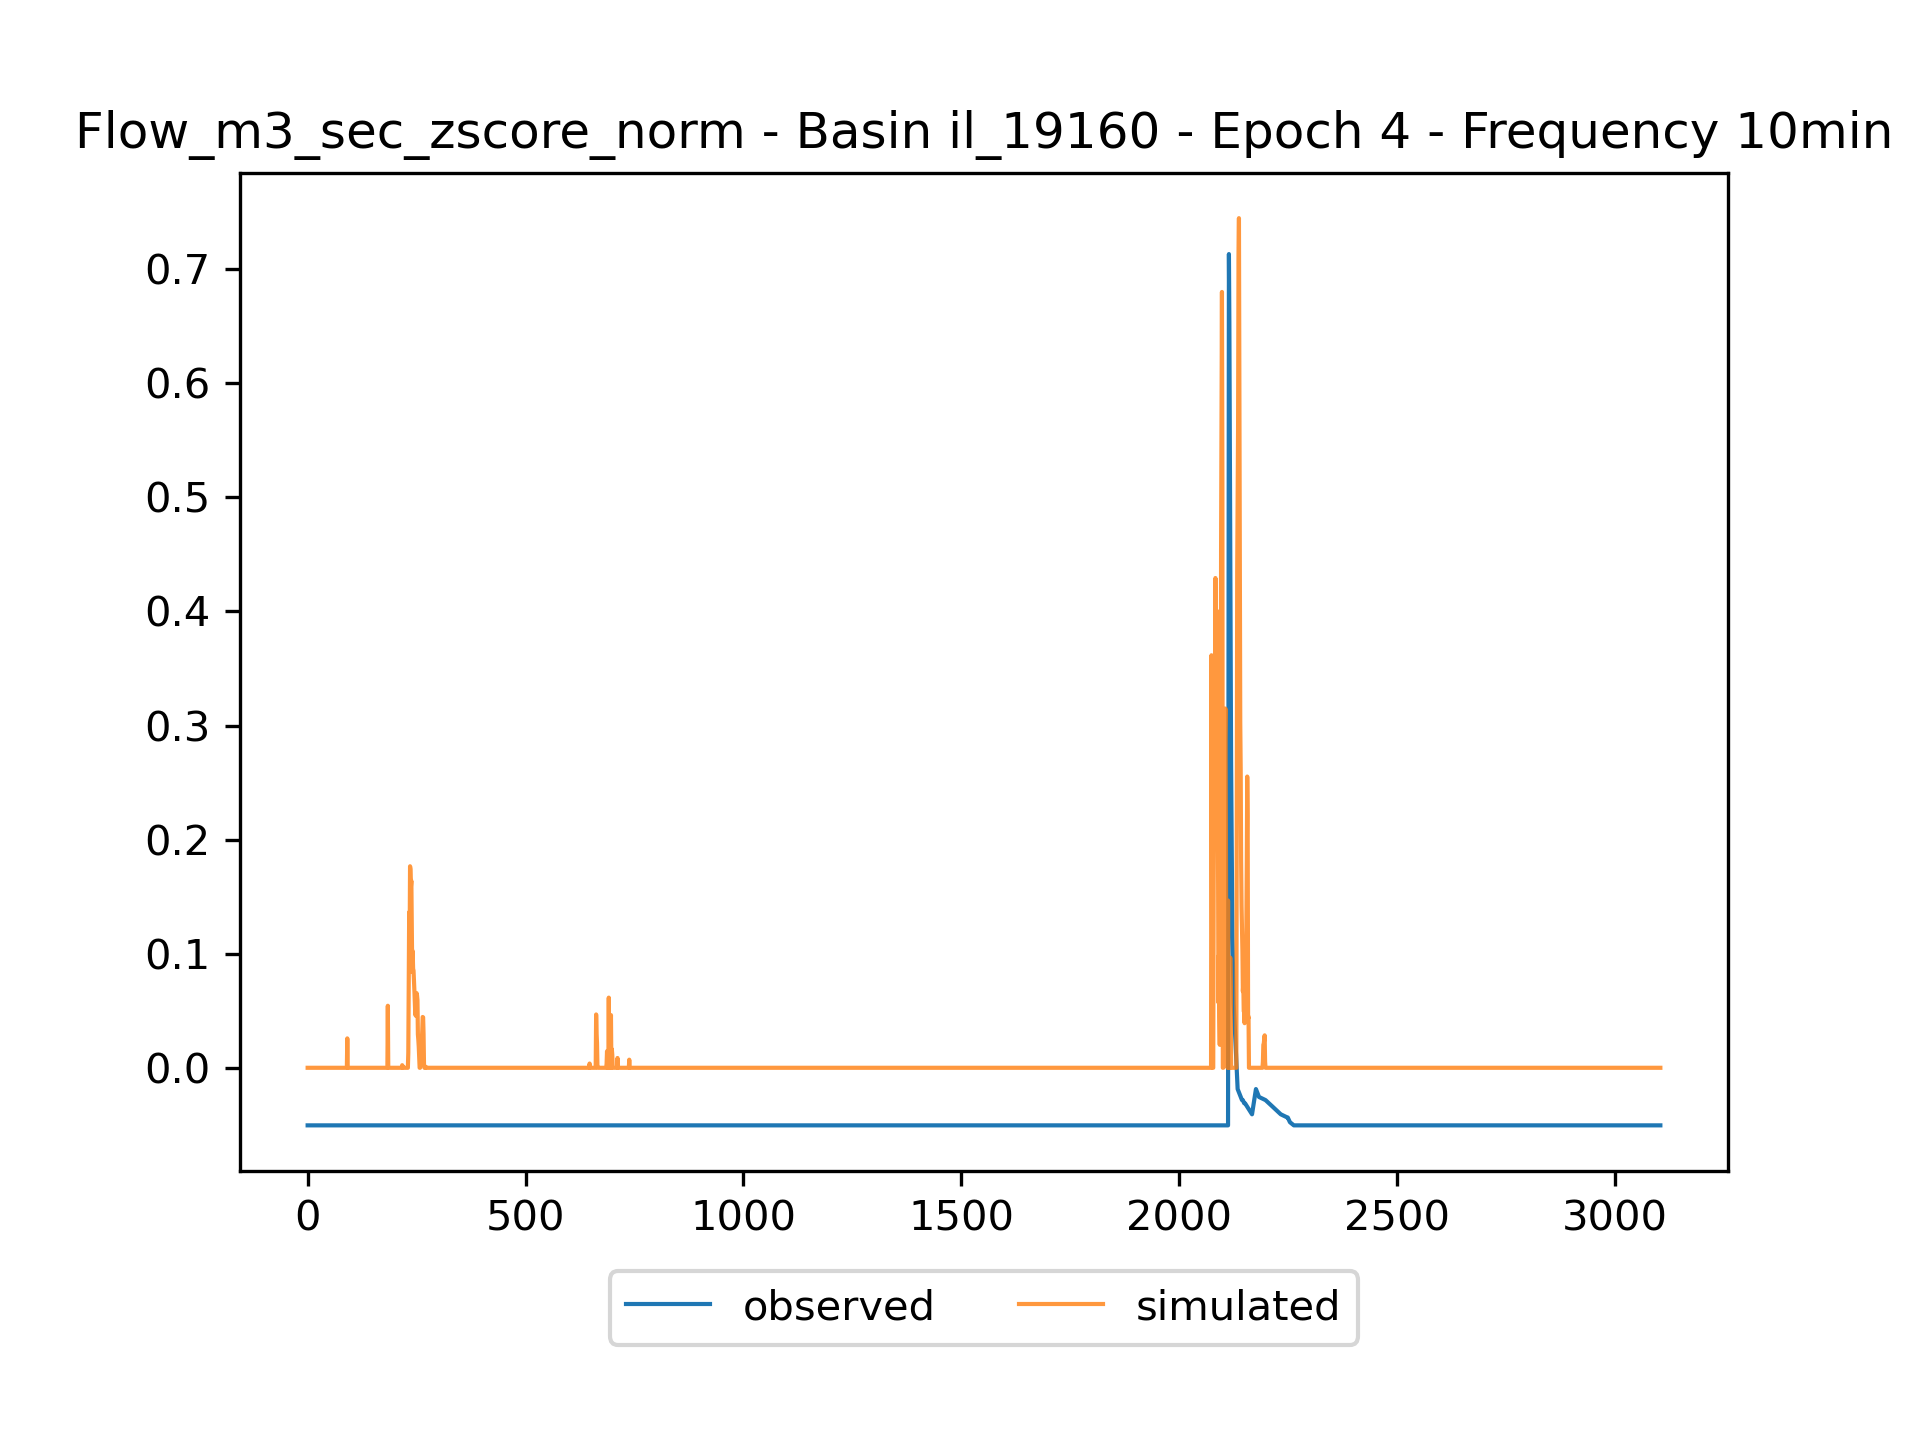 Flow_m3_sec_zscore_norm - Basin il_19160 - Epoch 4 - Frequency 10min
0.7
0.6
0.5
0.4
0.3
0.2
0.1
0.0
0 500 1000 1500 2000 2500 3000
observed simulated